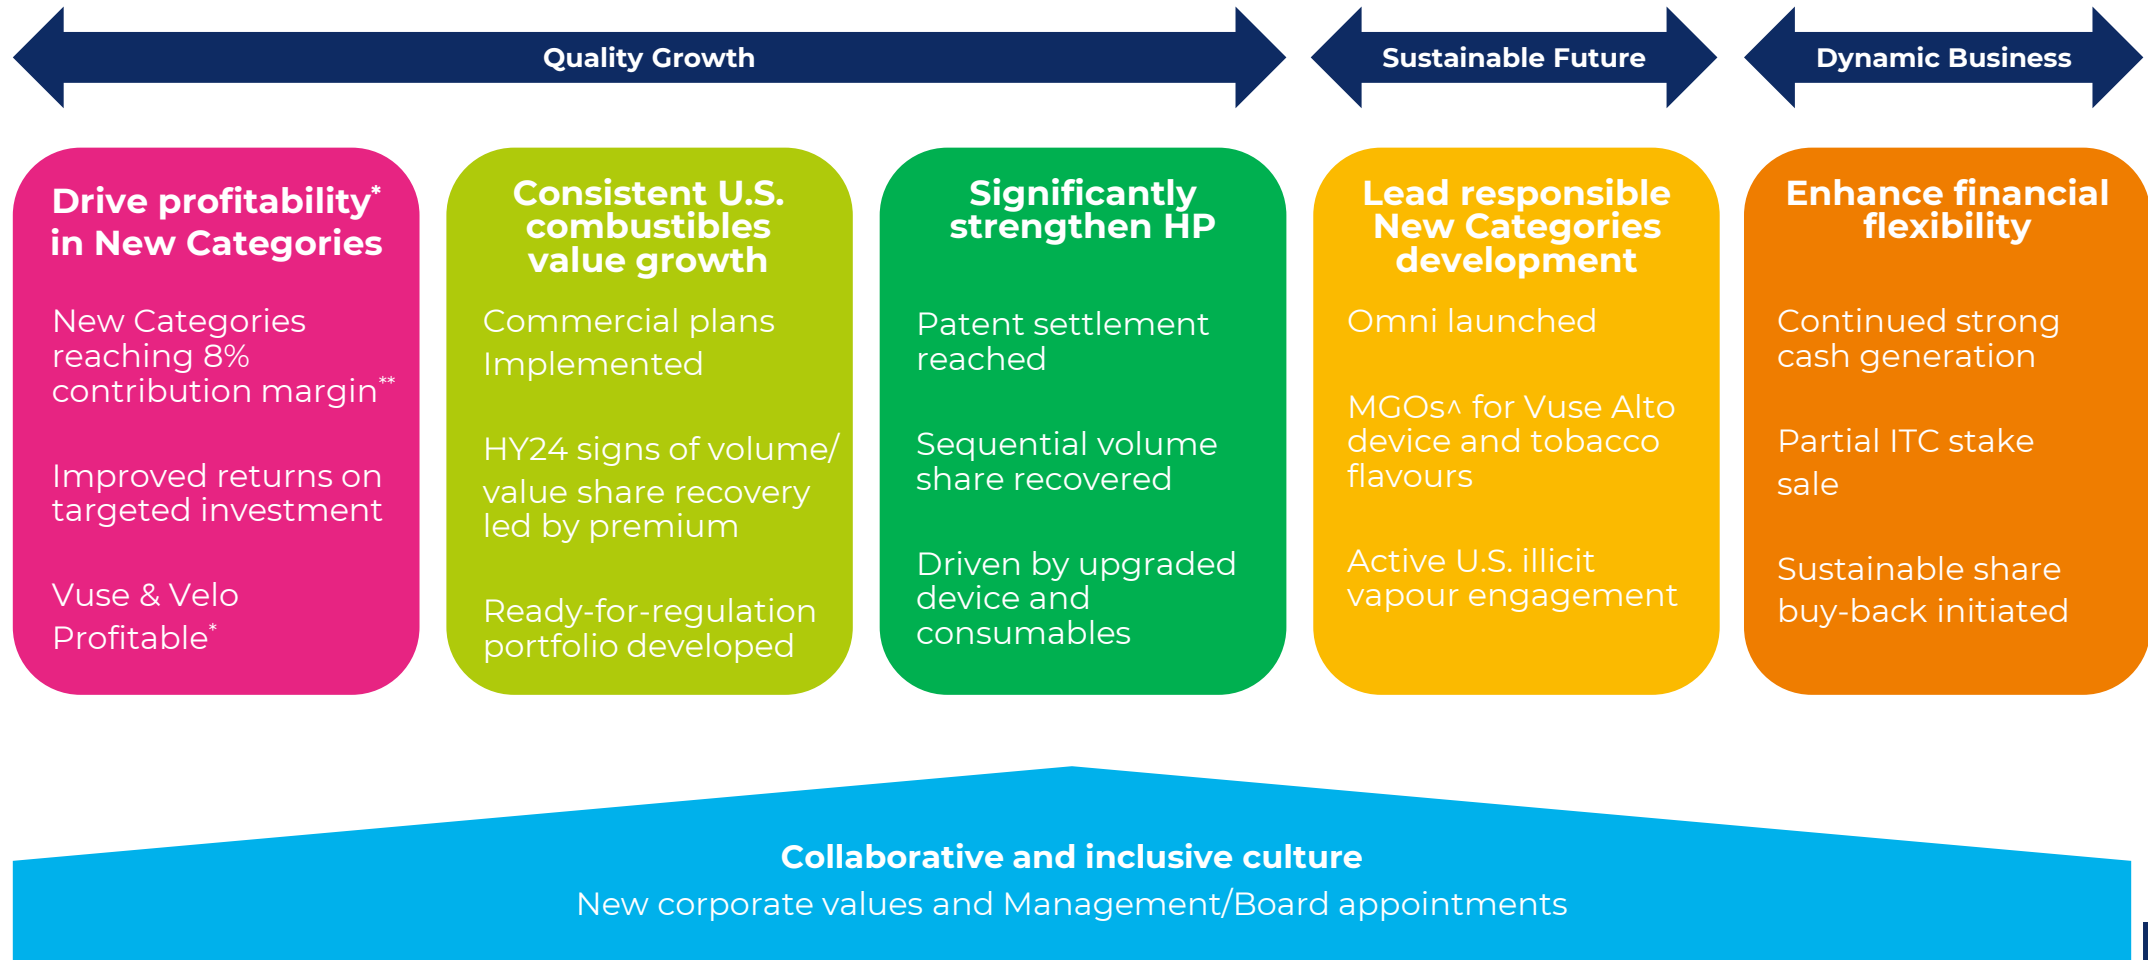 Quality Growth
Sustainable Future
Dynamic Business
Drive profitability*
in New Categories
New Categories
reaching 8%
contribution margin**
Improved returns on
targeted investment
Vuse & Velo
Profitable*
Consistent U.S.
combustibles
value growth
Commercial plans
Implemented
HY24 signs of volume/
value share recovery
led by premium
Ready-for-regulation
portfolio developed
Significantly
strengthen HP
Patent settlement
reached
Sequential volume
share recovered
Driven by upgraded
device and
consumables
Lead responsible
New Categories
development
Omni launched
MGOs^ for Vuse Alto
device and tobacco
flavours
Active U.S. illicit
vapour engagement
Enhance financial
flexibility
Continued strong
cash generation
Partial ITC stake
sale
Sustainable share
buy-back initiated
Collaborative and inclusive culture
New corporate values and Management/Board appointments